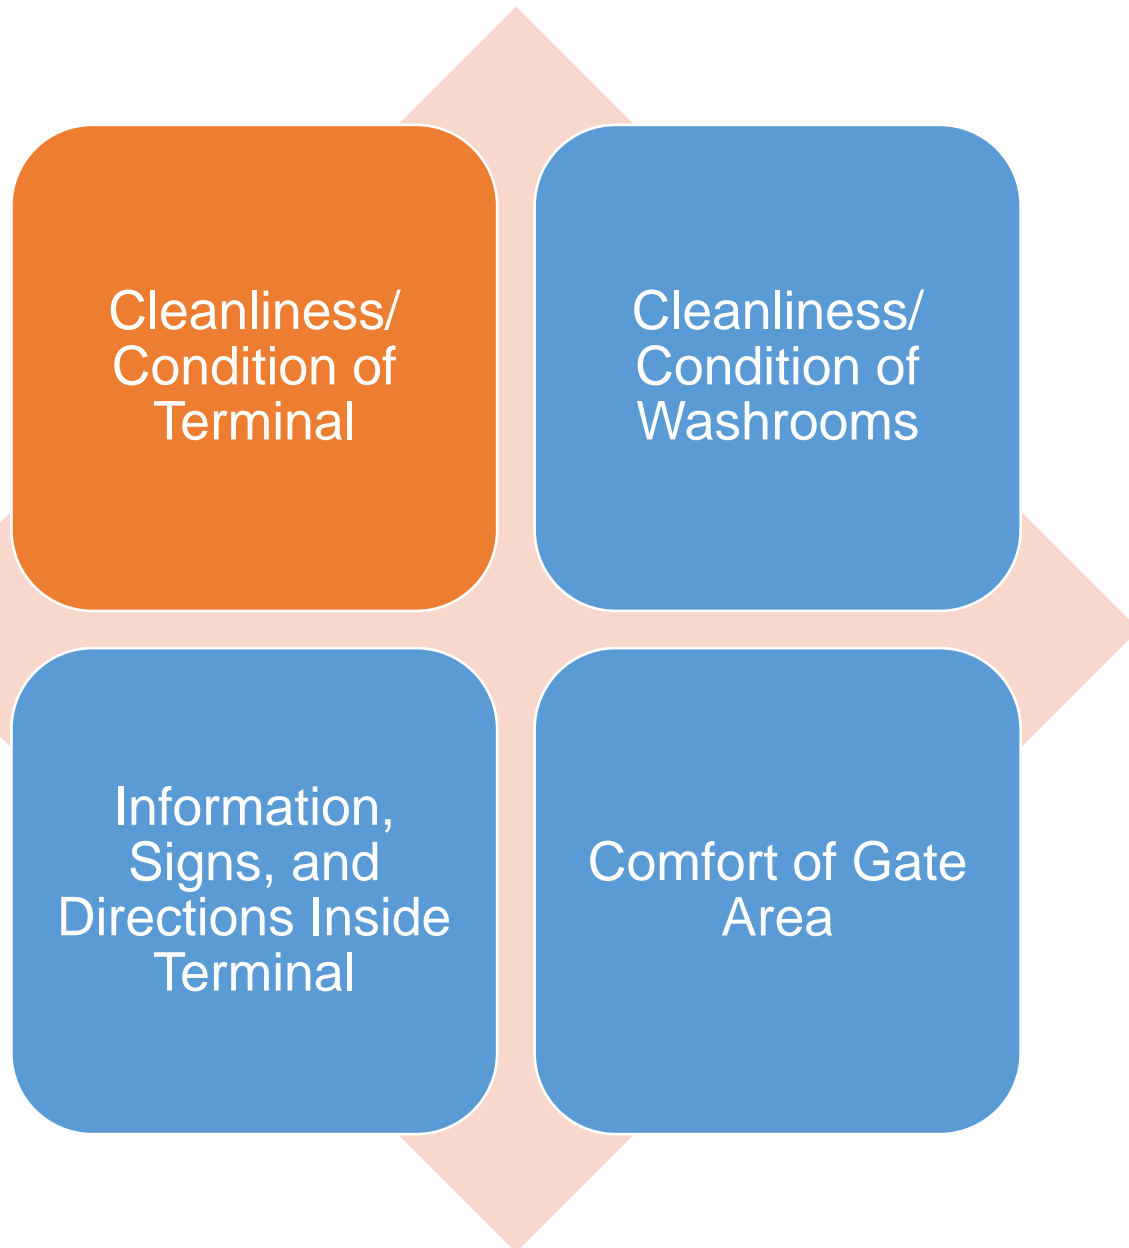 Cleanliness/
Condition of
Terminal
Cleanliness/
Condition of
Washrooms
Information,
Signs, and
Directions Inside
Terminal
Comfort of Gate
Area